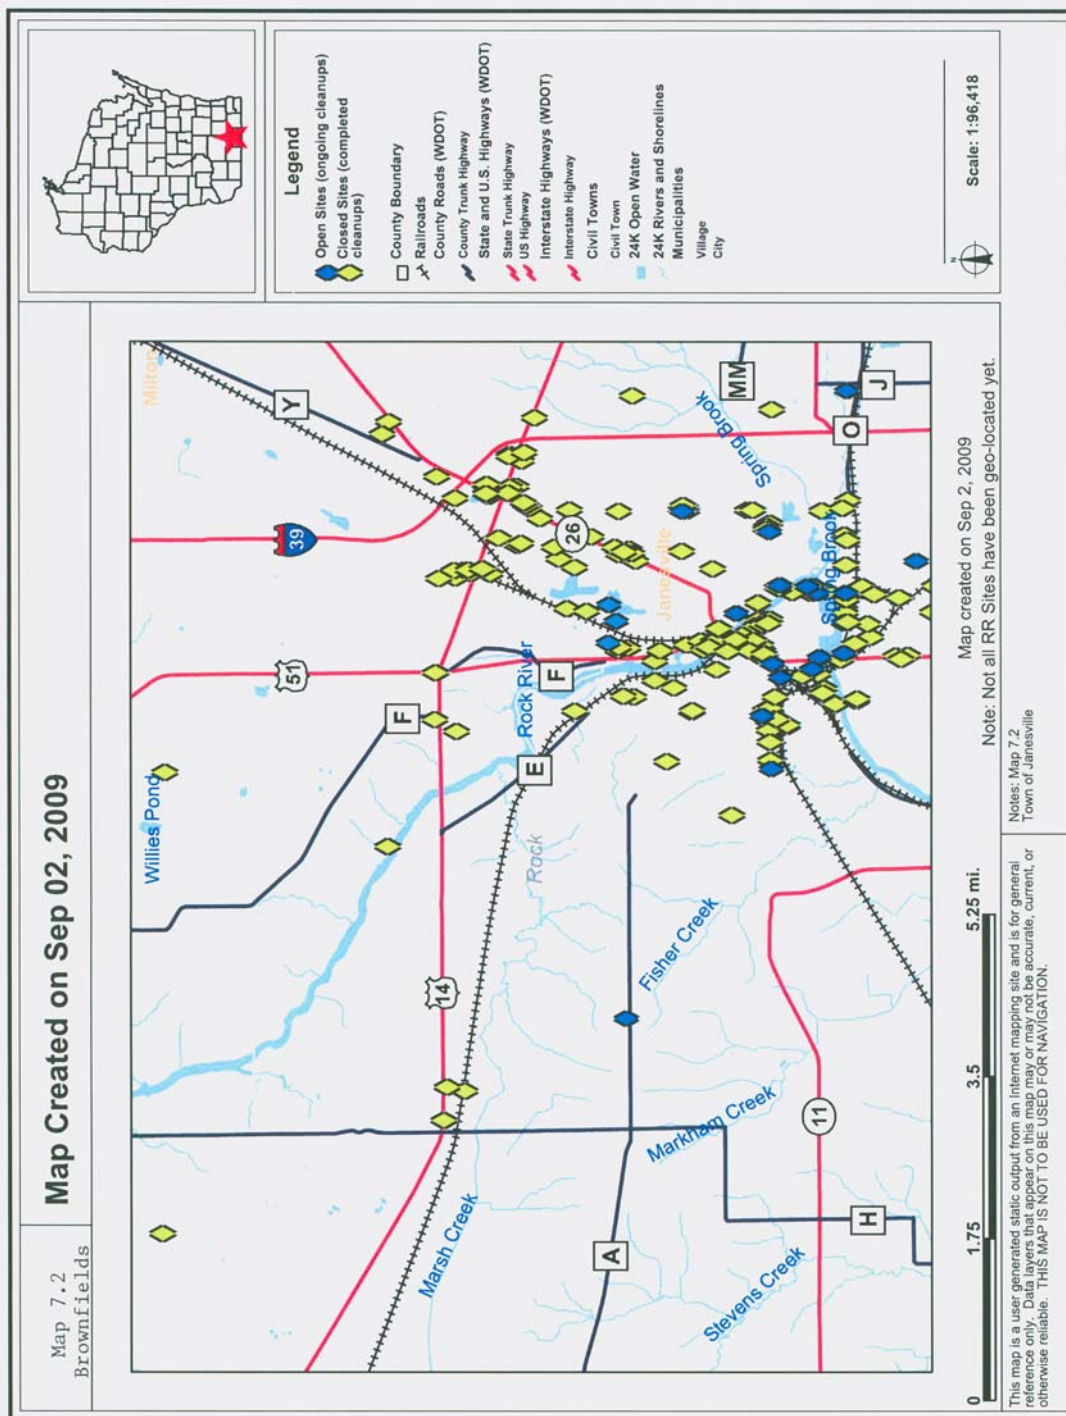 Map 7.2
Brownfields
Map Created on Sep 02, 2009
Willies Pond
Milton
Y
39
51
F
14
F
E
Rock River
Rock
26
Janesville
Spring Brook
MM
Marsh Creek
A
Fisher Creek
Markham Creek
Stevens Creek
11
H
Spring Brook
O
J
Legend
Open Sites (ongoing cleanups)
Closed Sites (completed
cleanups)
County Boundary
Railroads
County Roads (WDOT)
County Trunk Highway
State and U.S. Highways (WDOT)
State Trunk Highway
US Highway
Interstate Highways (WDOT)
Interstate Highway
Civil Towns
Civil Town
24K Open Water
24K Rivers and Shorelines
Municipalities
Village
City
N
Scale: 1:96,418
0
1.75
3.5
5.25 mi.
Map created on Sep 2, 2009
Note: Not all RR Sites have been geo-located yet.
This map is a user generated static output from an Internet mapping site and is for general
reference only. Data layers that appear on this map may or may not be accurate, current, or
otherwise reliable. THIS MAP IS NOT TO BE USED FOR NAVIGATION.
Notes: Map 7.2
Town of Janesville